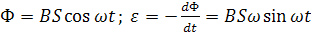 Φ = BS cos ωt ; ε = −dΦ/dt = BSω sin ωt